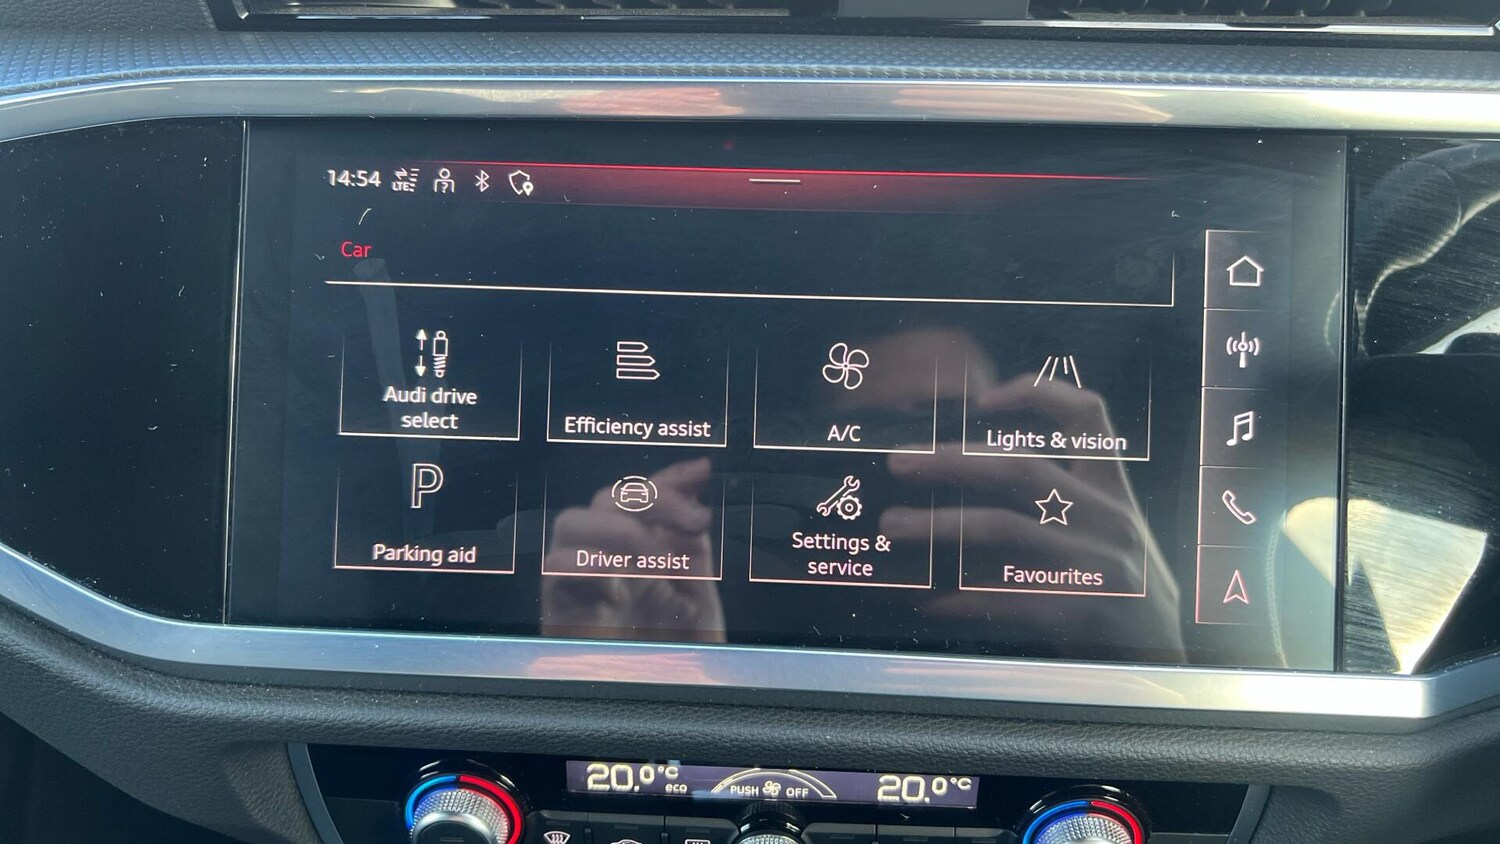 14:54 LTE ?
Car
Audi drive
select
Efficiency assist
A/C
Lights & vision
P
Parking aid
Driver assist
Settings &
service
Favourites
20.0°C
eco
PUSH OFF
20.0°C